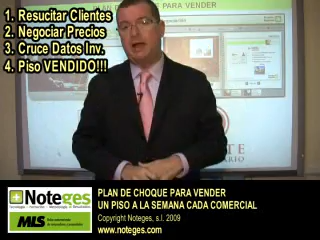 1. Resucitar Clientes
2. Negociar Precios
3. Cruce Datos Inv.
4. Piso VENDIDO!!!
PARA VENDER
Noteges
MLS
PLAN DE CHOQUE PARA VENDER
UN PISO A LA SEMANA CADA COMERCIAL
Copyright Noteges, s.l. 2009
www.noteges.com